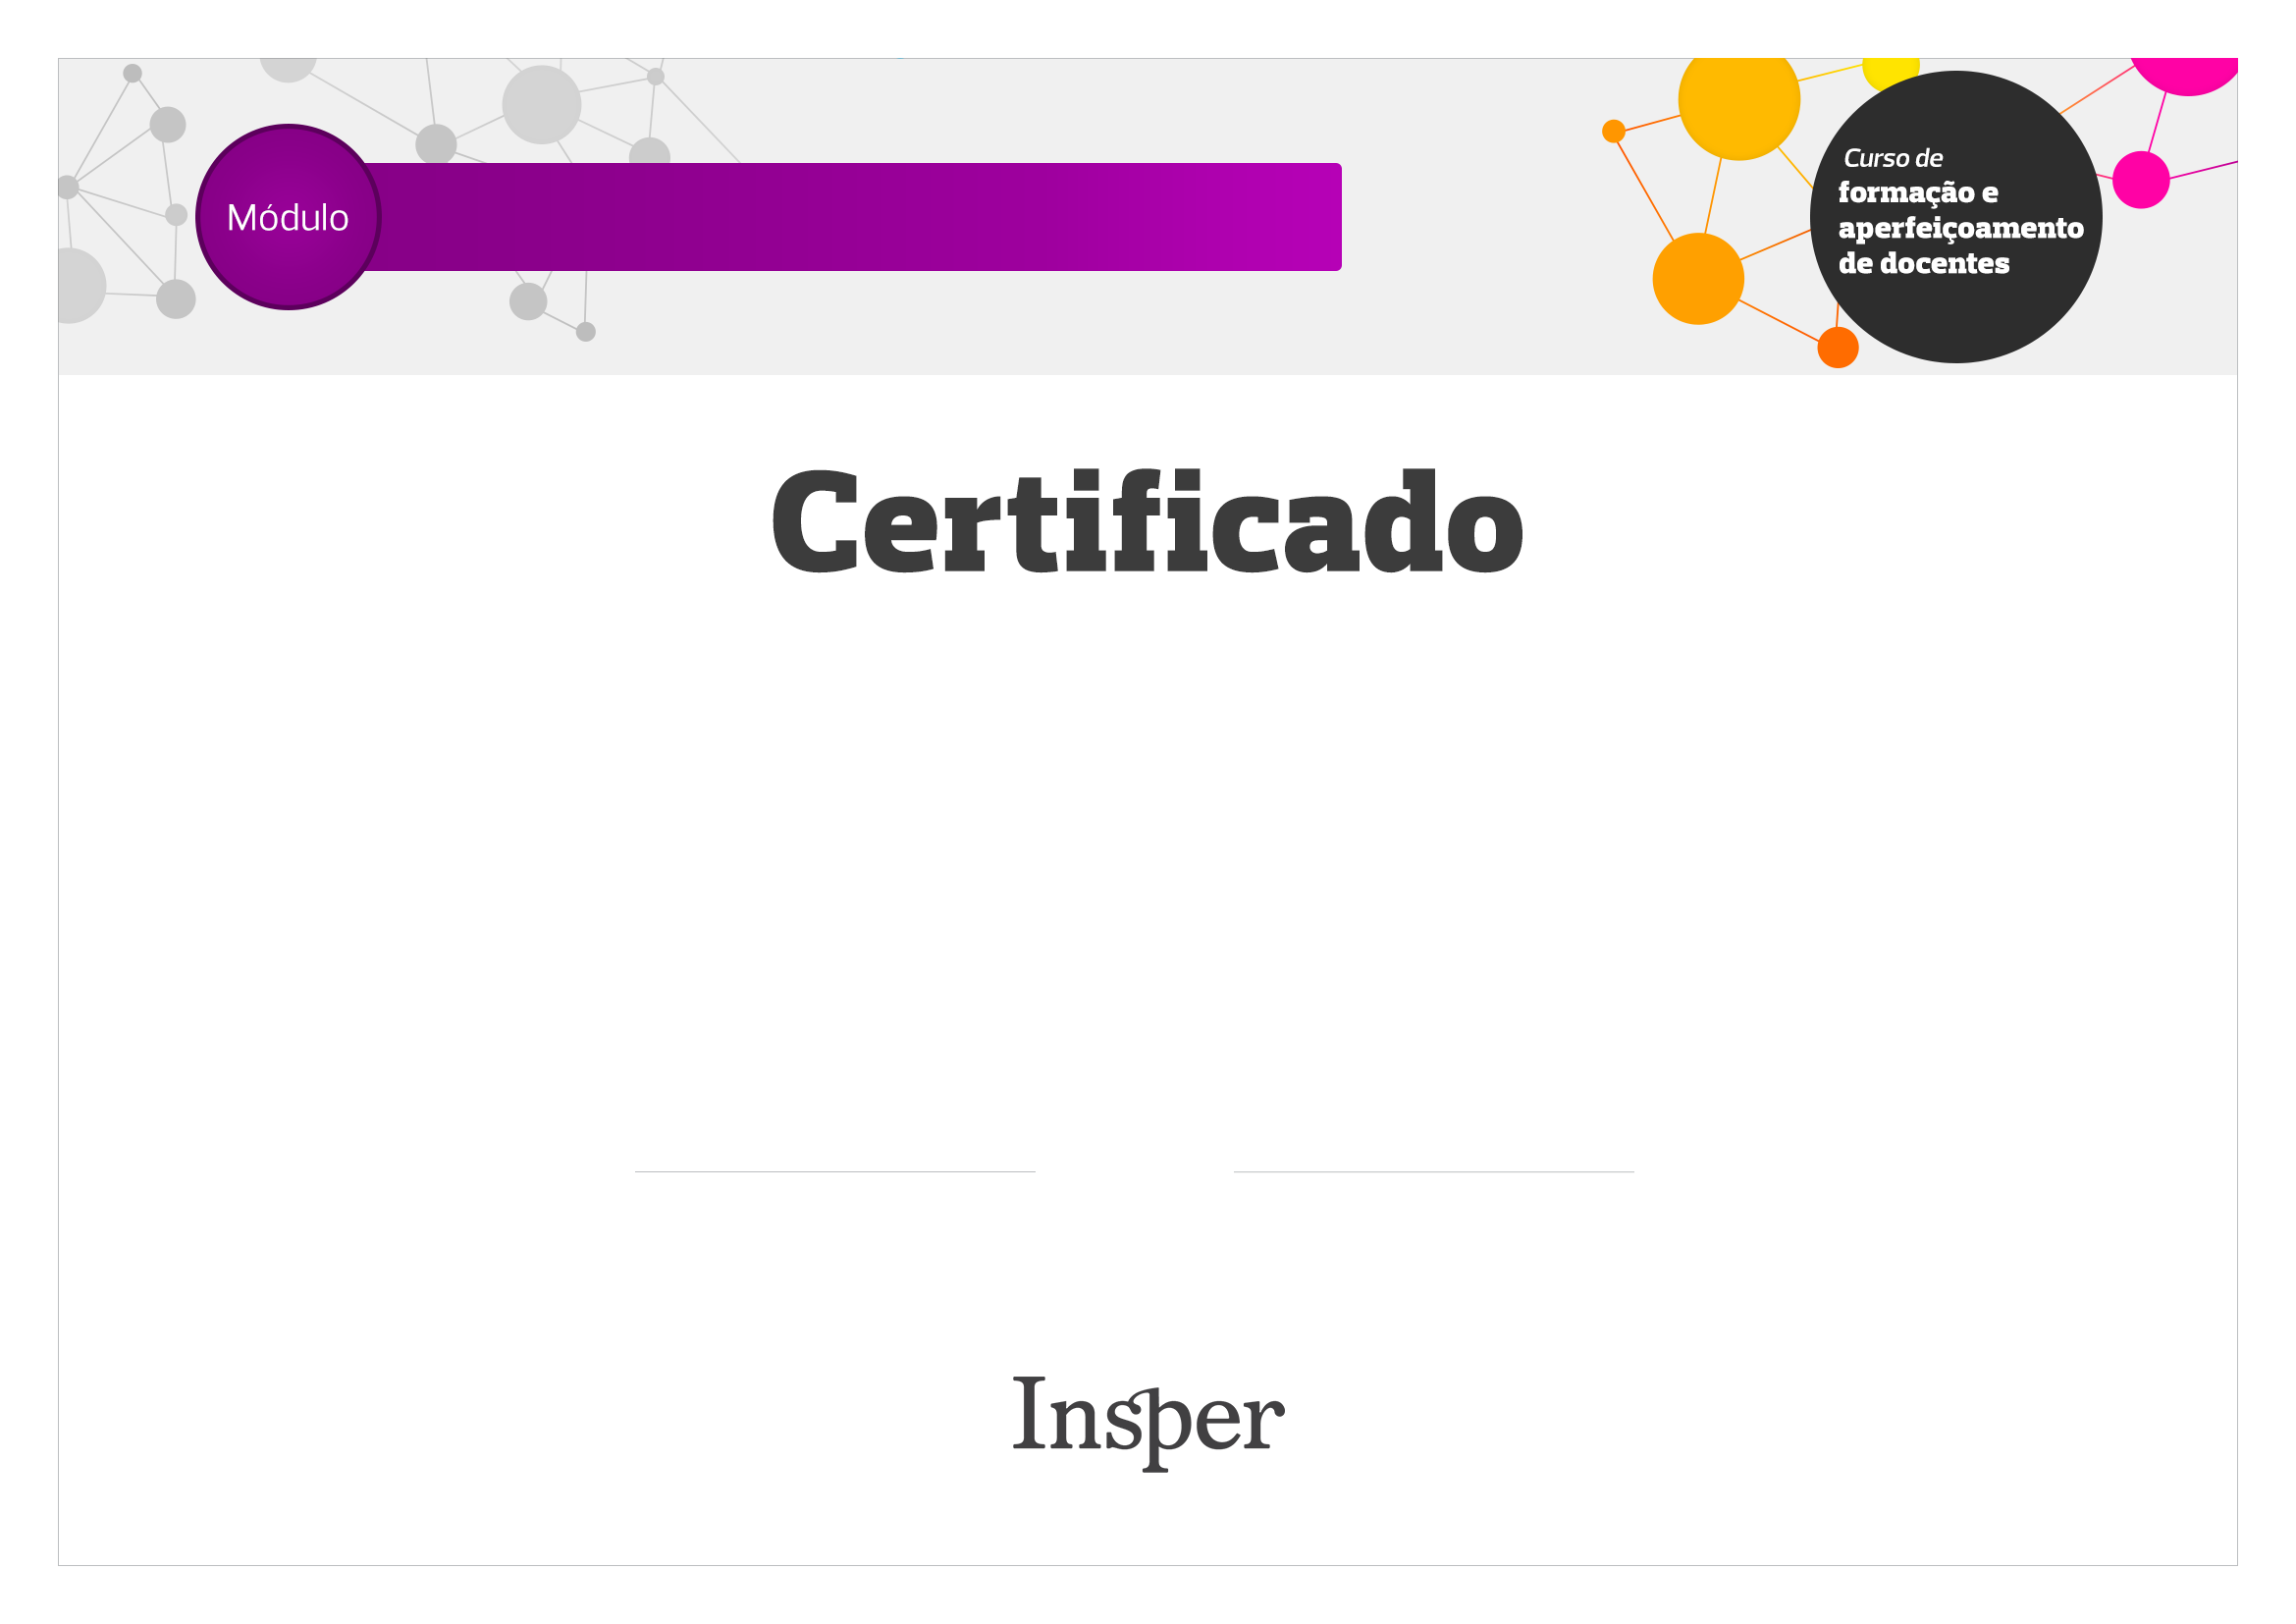 Módulo
Curso de
formação e
aperfeiçoamento
de docentes
Certificado
Insper